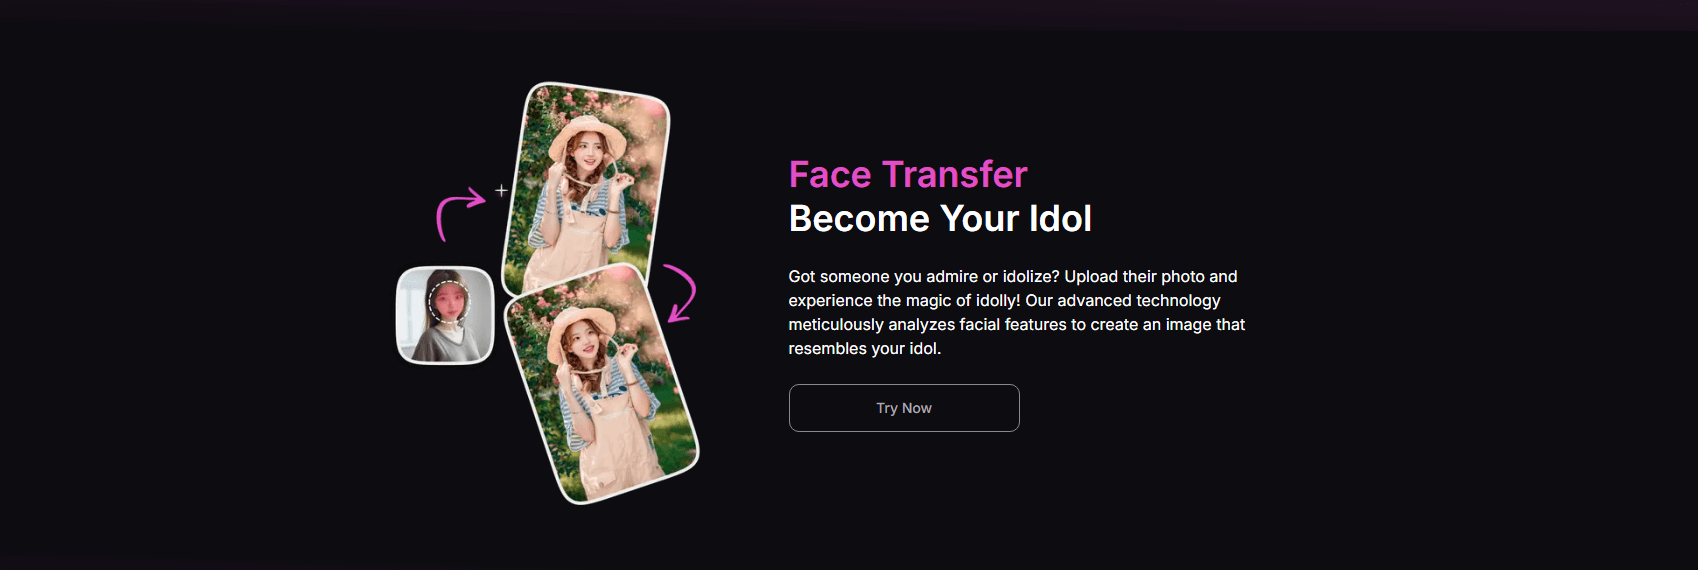 Face Transfer
Become Your Idol
Got someone you admire or idolize? Upload their photo and
experience the magic of idolly! Our advanced technology
meticulously analyzes facial features to create an image that
resembles your idol.
Try Now